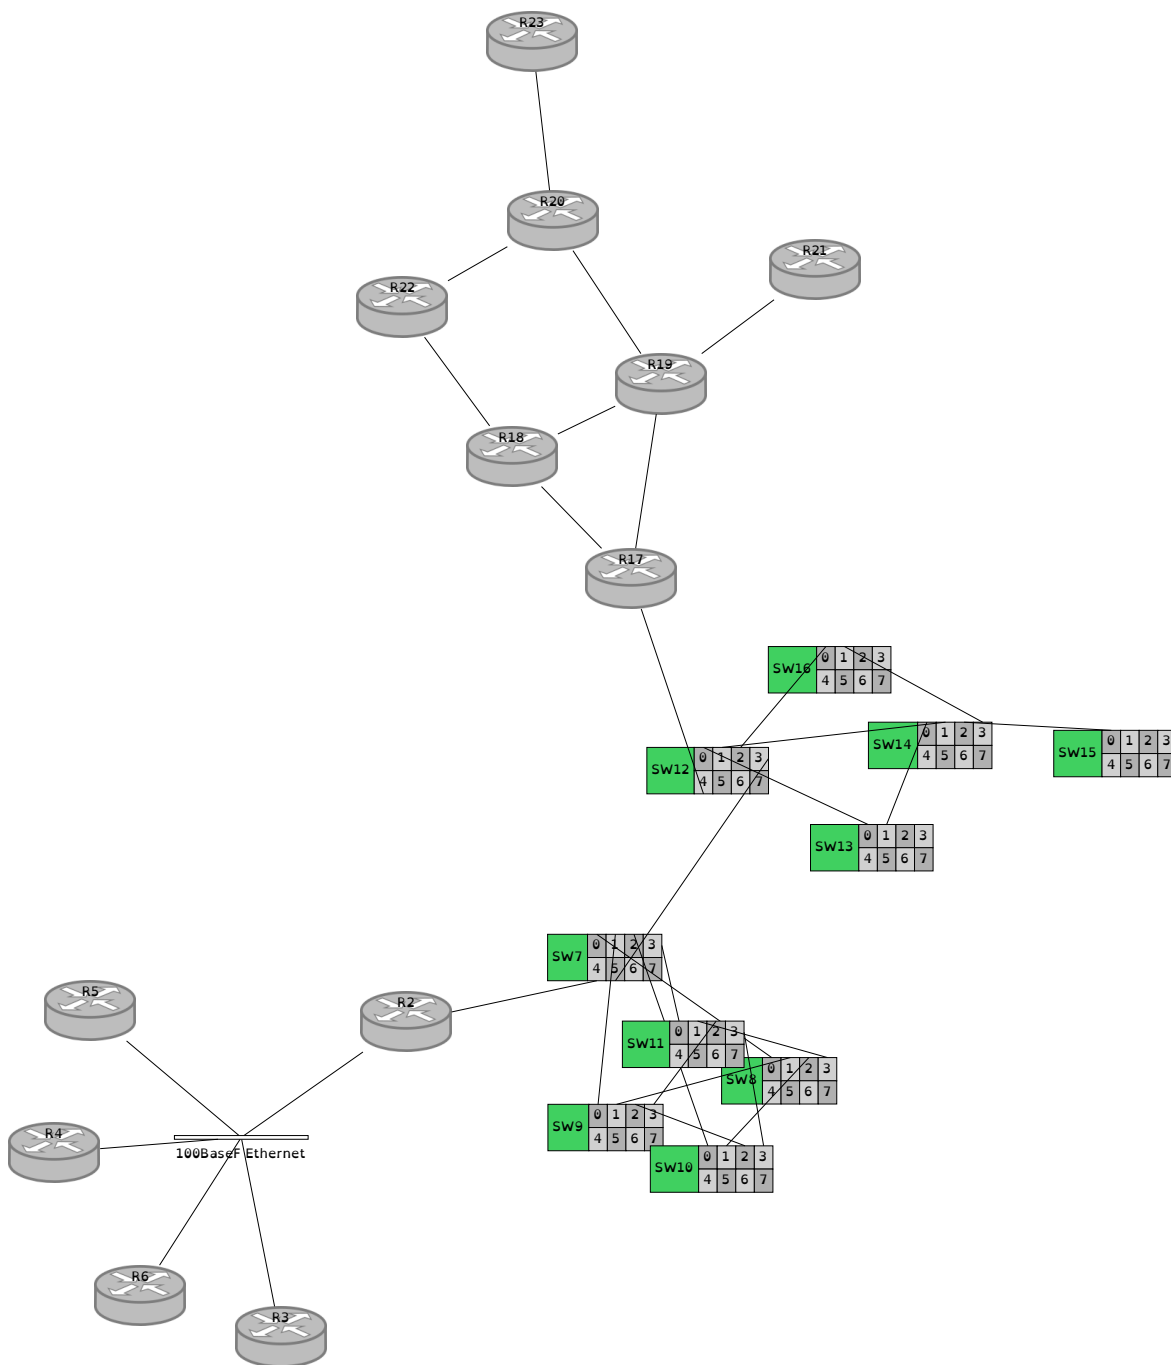 R23
R20
R21
R22
R19
R18
R17
SW16 0 1 2 3
4 5 6 7
SW14 0 1 2 3
4 5 6 7
SW15 0 1 2 3
4 5 6 7
SW12 0 1 2 3
4 5 6 7
SW13 0 1 2 3
4 5 6 7
SW7 0 1 2 3
4 5 6 7
R5
R2
SW11 0 1 2 3
4 5 6 7
SW8 0 1 2 3
4 5 6 7
SW9 0 1 2 3
4 5 6 7
R4
100BaseF Ethernet
SW10 0 1 2 3
4 5 6 7
R6
R3